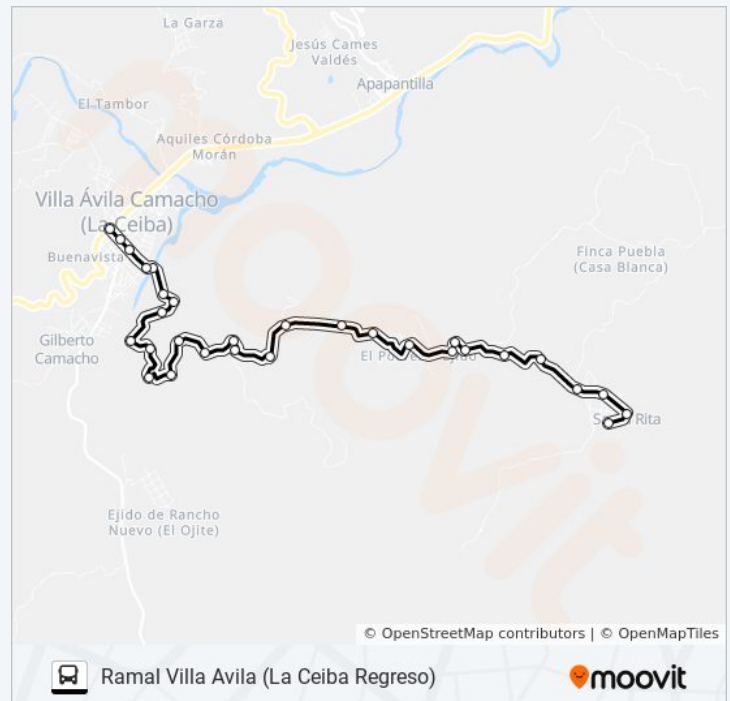 La Garza
Jesús Cames
Valdés
Apapantilla
El Tambor
Aquiles Córdoba
Morán
Villa Ávila Camacho
(La Ceiba)
Buenavista
Finca Puebla
(Casa Blanca)
Gilberto
Camacho
El
Rita
Ejido de Rancho
Nuevo (El Ojite)
moovit
© OpenStreetMap contributors | © OpenMapTiles
Ramal Villa Avila (La Ceiba Regreso)
moovit